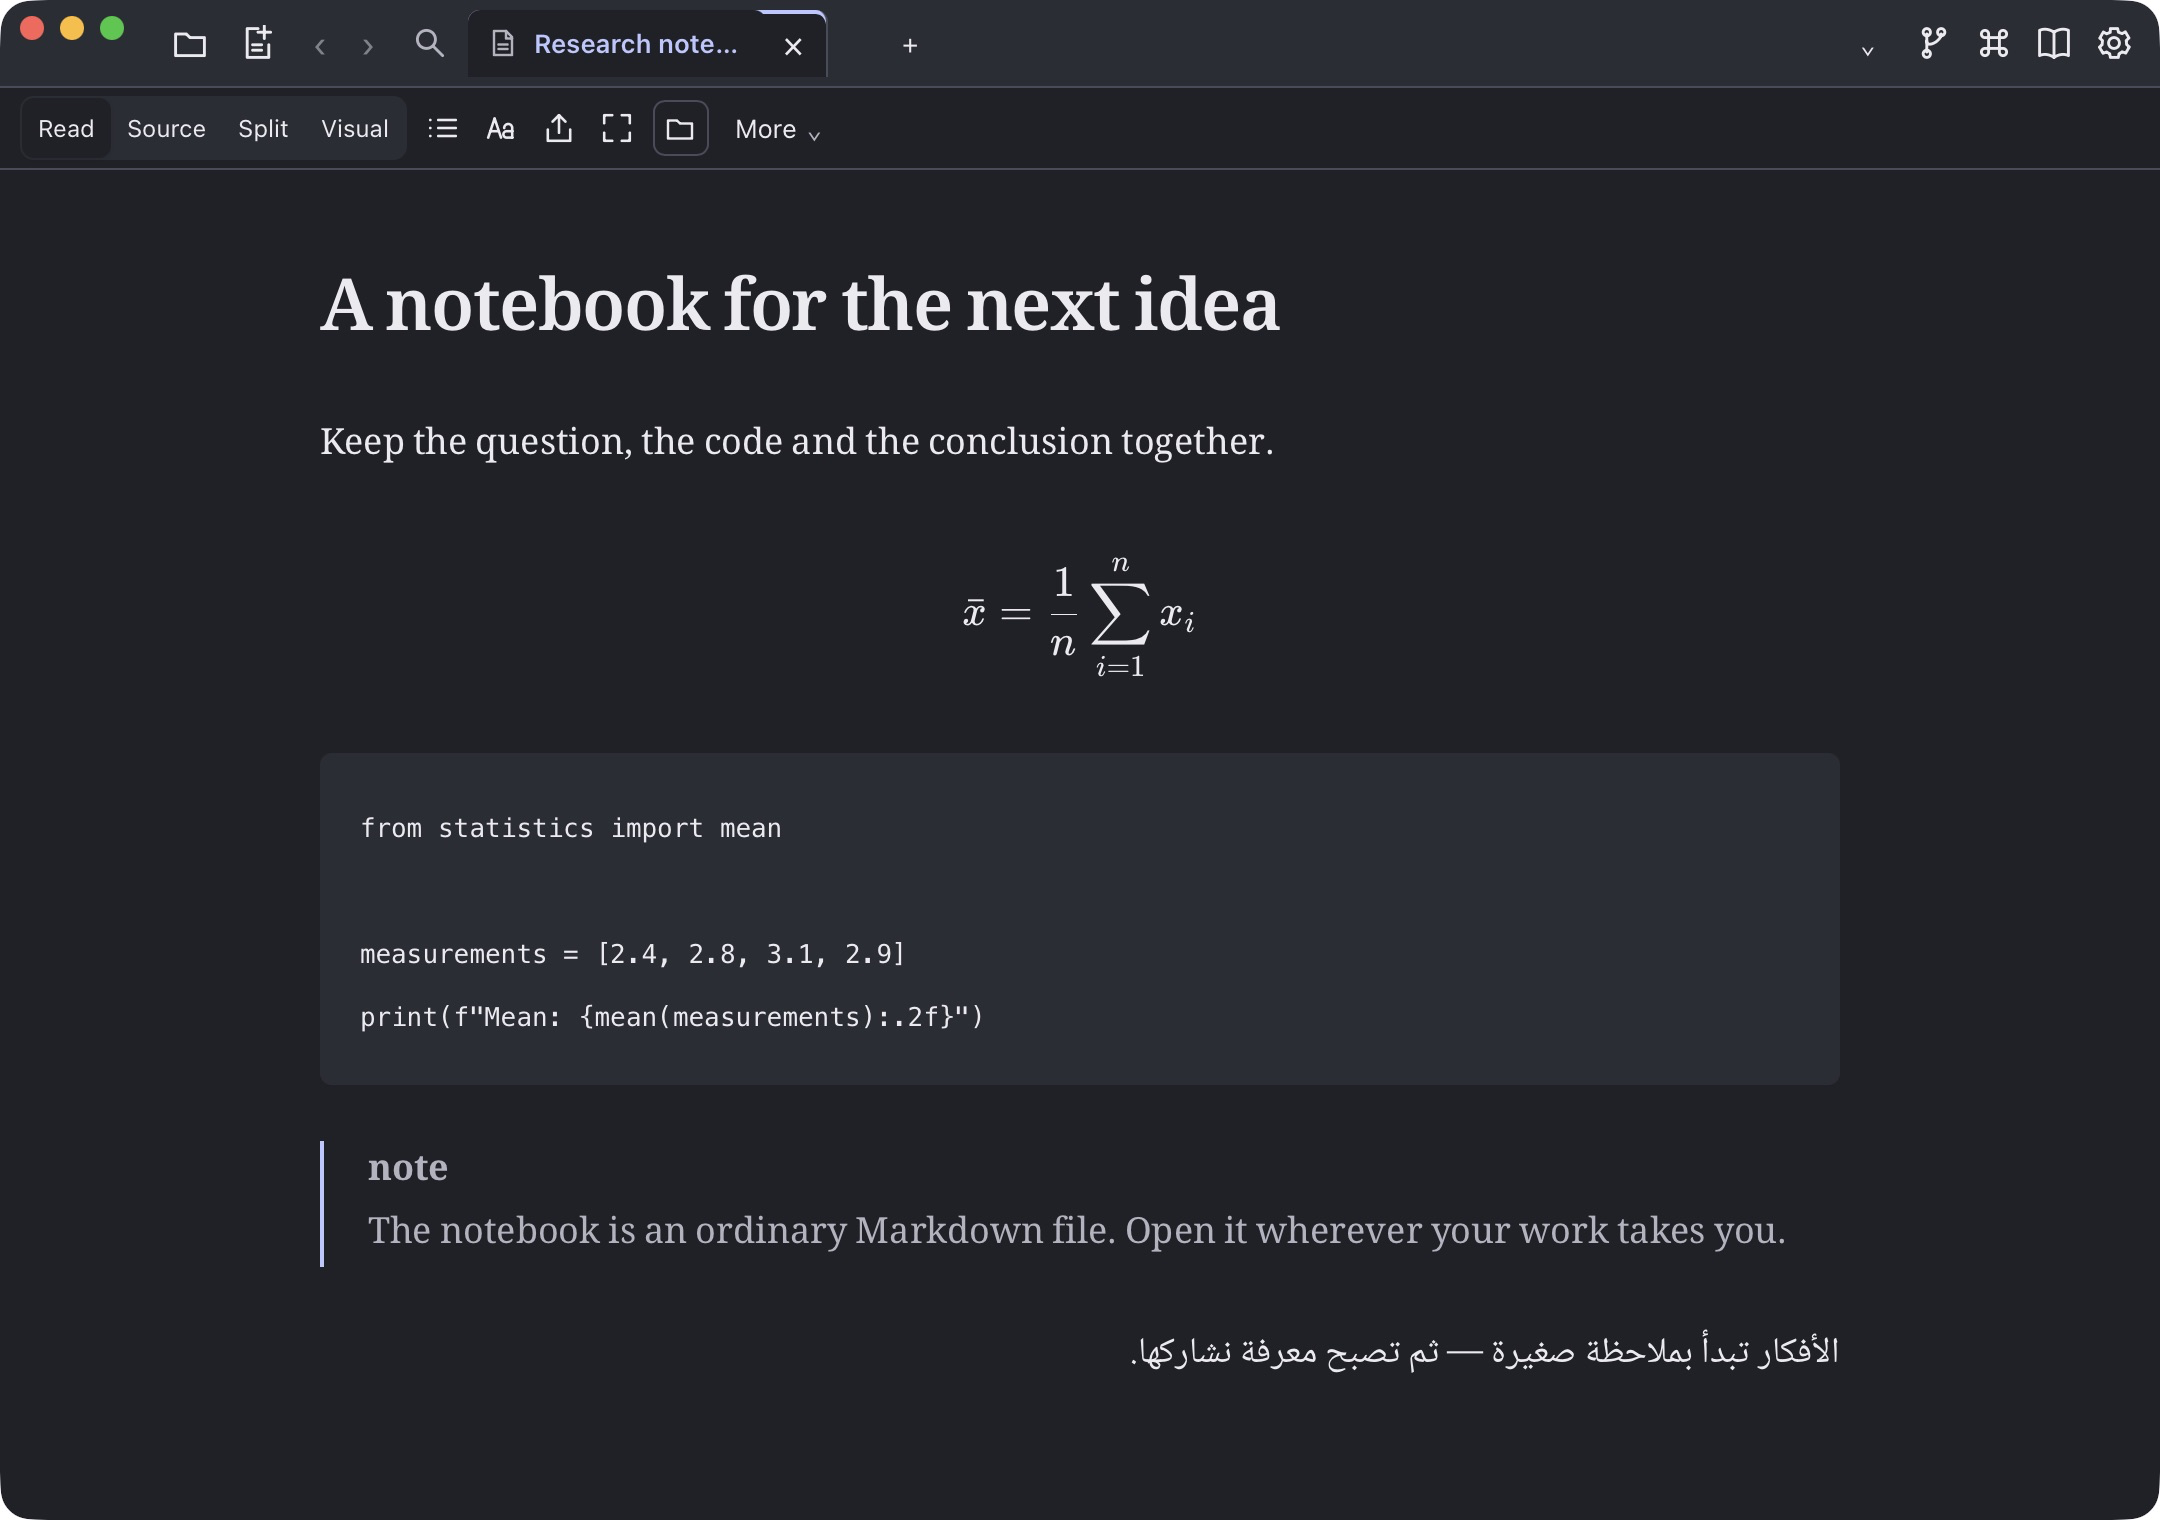 Research note...
Read Source Split Visual Aa More
A notebook for the next idea
Keep the question, the code and the conclusion together.
x̄ = 1/n ∑_{i=1}^{n} x_i
from statistics import mean
measurements = [2.4, 2.8, 3.1, 2.9]
print(f"Mean: {mean(measurements):.2f}")
note
The notebook is an ordinary Markdown file. Open it wherever your work takes you.
الأفكار تبدأ بملاحظة صغيرة — ثم تصبح معرفة نشاركها.